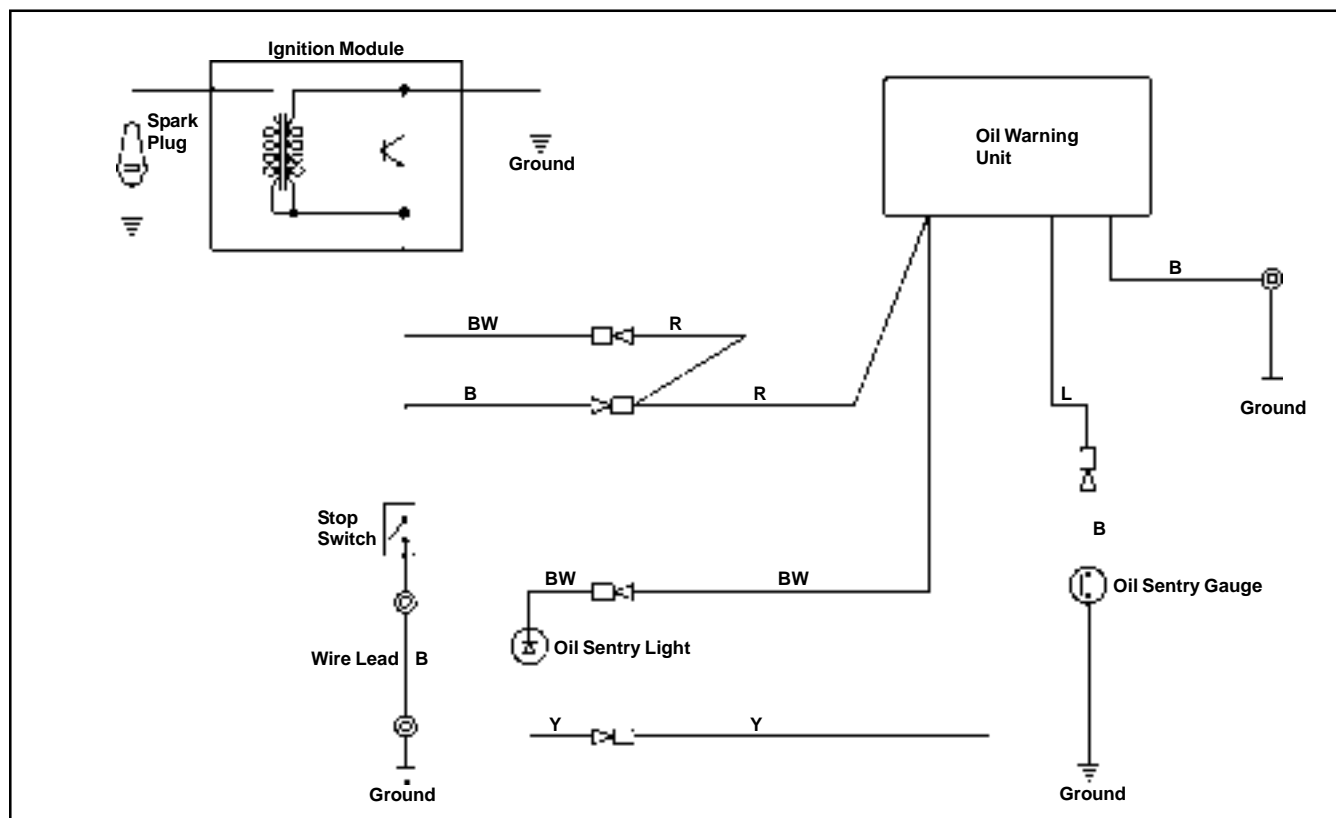 Ignition Module
Spark
Plug
Ground
Oil Warning
Unit
B
BW
R
B
R
L
Ground
Stop
Switch
B
BW
BW
Oil Sentry Gauge
Oil Sentry Light
Wire Lead
B
Y
Y
Ground
Ground